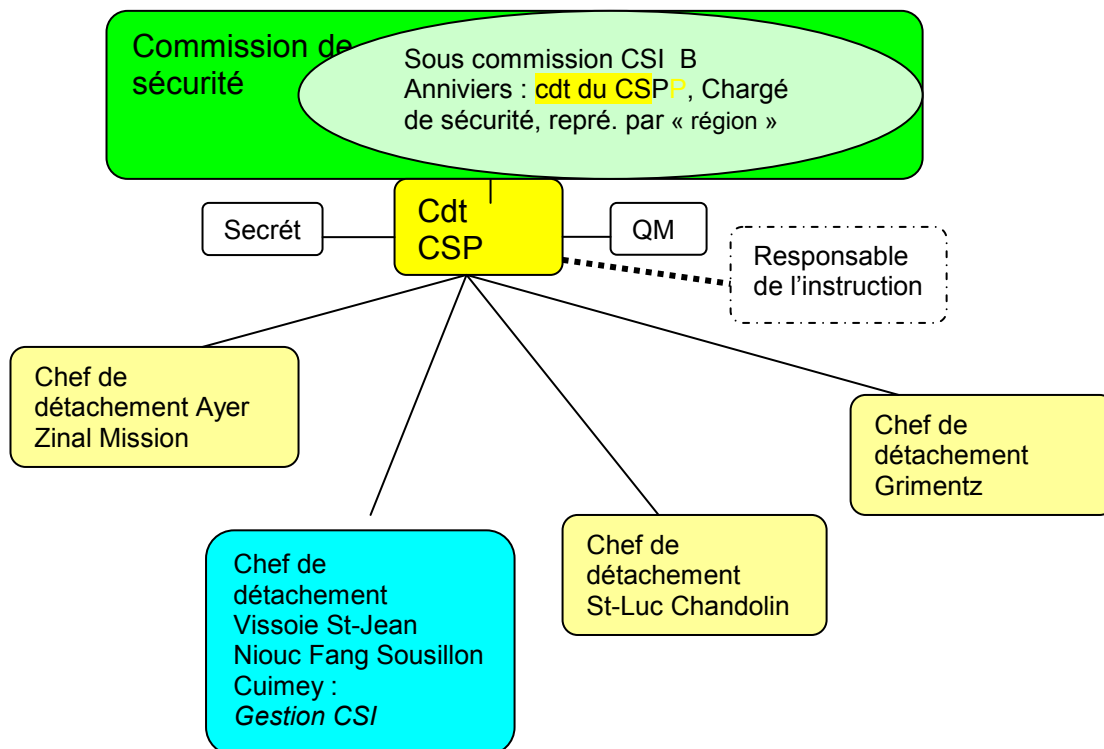 Commission de
sécurité
Sous commission CSI B
Anniviers : cdt du CSPP, Chargé
de sécurité, repré. par « région »
Secrét
Cdt
CSP
QM
Responsable
de l’instruction
Chef de
détachement Ayer
Zinal Mission
Chef de
détachement
Grimentz
Chef de
détachement
Vissoie St-Jean
Niouc Fang Sousillon
Cuimey :
Gestion CSI
Chef de
détachement
St-Luc Chandolin